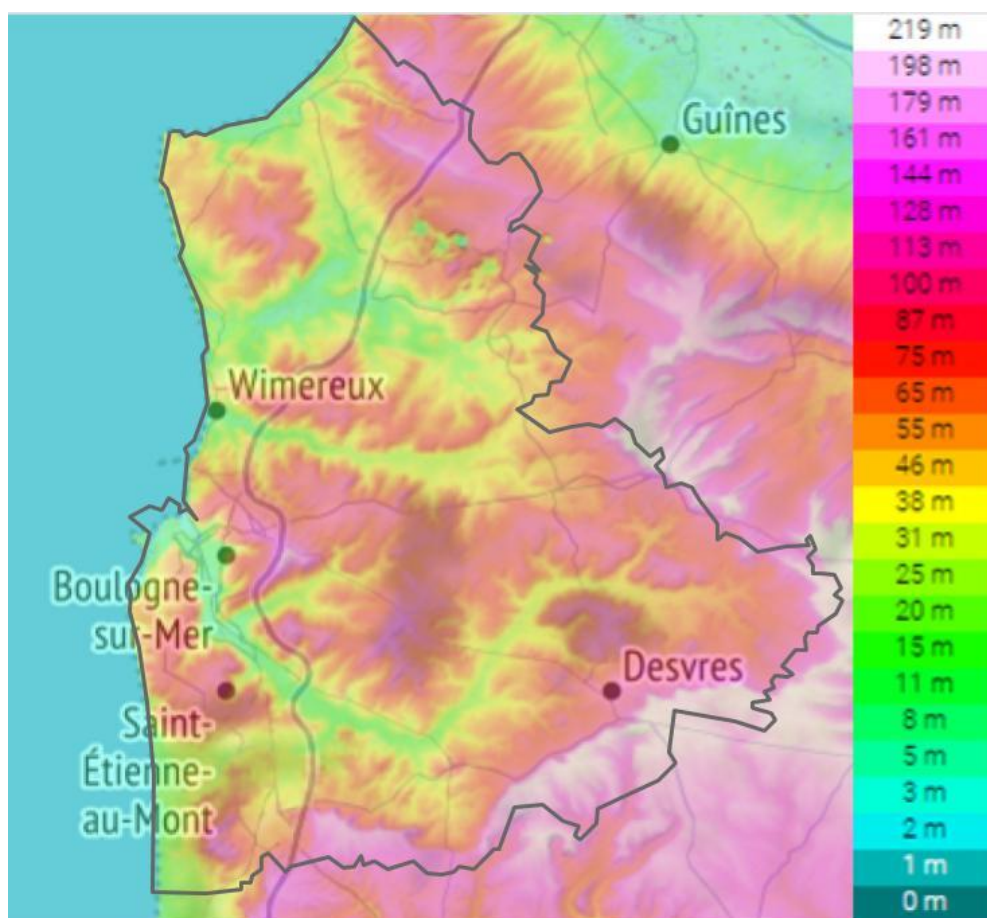 Guînes
Wimereux
Boulogne-
sur-Mer
Desvres
Saint-
Étienne-
au-Mont
219 m
198 m
179 m
161 m
144 m
128 m
113 m
100 m
87 m
75 m
65 m
55 m
46 m
38 m
31 m
25 m
20 m
15 m
11 m
8 m
5 m
3 m
2 m
1 m
0 m